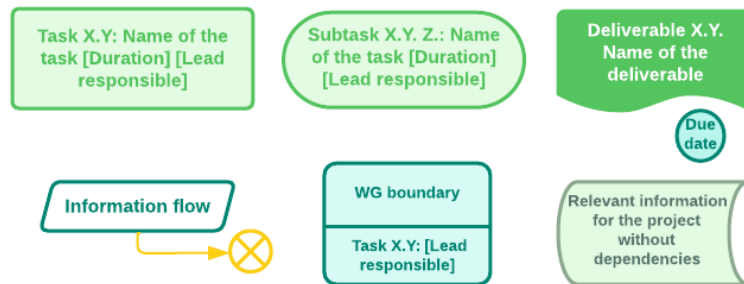 Task X.Y: Name of the
task [Duration] [Lead
responsible]
Subtask X.Y. Z.: Name
of the task [Duration]
[Lead responsible]
Deliverable X.Y.
Name of the
deliverable
Due
date
Information flow
WG boundary
Task X.Y: [Lead
responsible]
Relevant information
for the project
without
dependencies